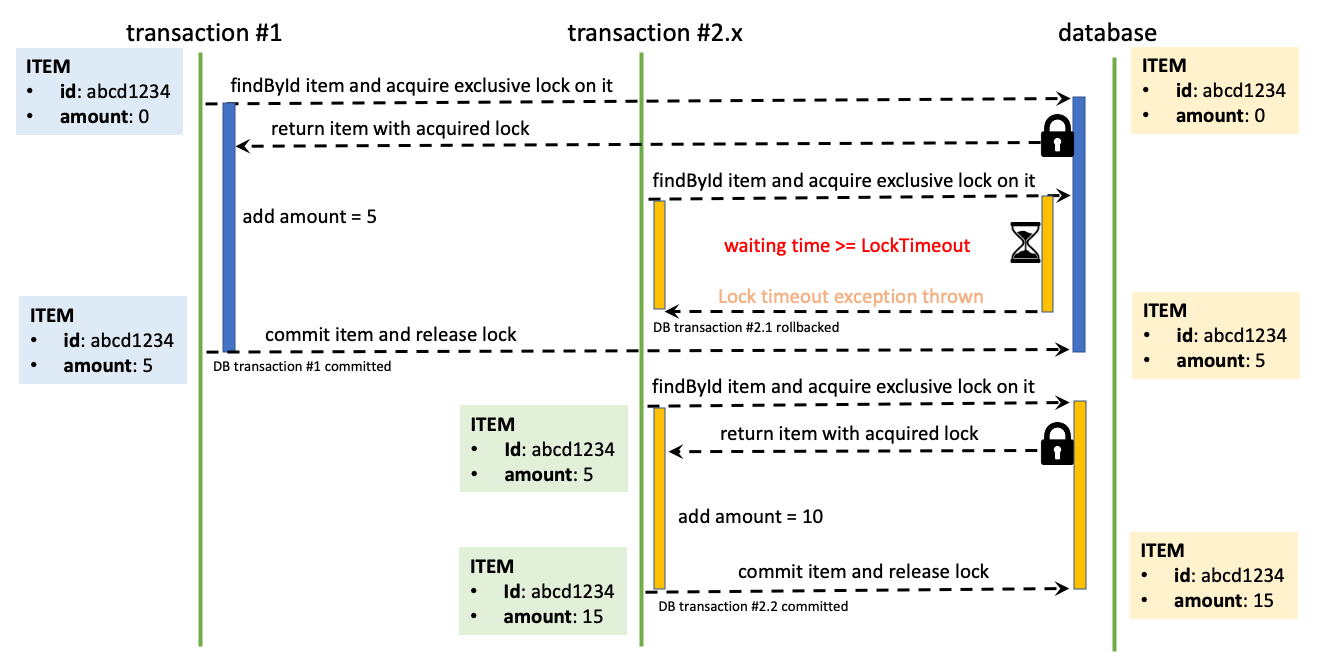 transaction #1
transaction #2.x
database
ITEM
• id: abcd1234
• amount: 0
findById item and acquire exclusive lock on it
ITEM
• id: abcd1234
• amount: 0
return item with acquired lock
findById item and acquire exclusive lock on it
add amount = 5
waiting time >= LockTimeout
Lock timeout exception thrown
DB transaction #2.1 rollbacked
ITEM
• id: abcd1234
• amount: 5
commit item and release lock
DB transaction #1 committed
ITEM
• id: abcd1234
• amount: 5
findById item and acquire exclusive lock on it
ITEM
• Id: abcd1234
• amount: 5
return item with acquired lock
add amount = 10
ITEM
• Id: abcd1234
• amount: 15
commit item and release lock
DB transaction #2.2 committed
ITEM
• id: abcd1234
• amount: 15